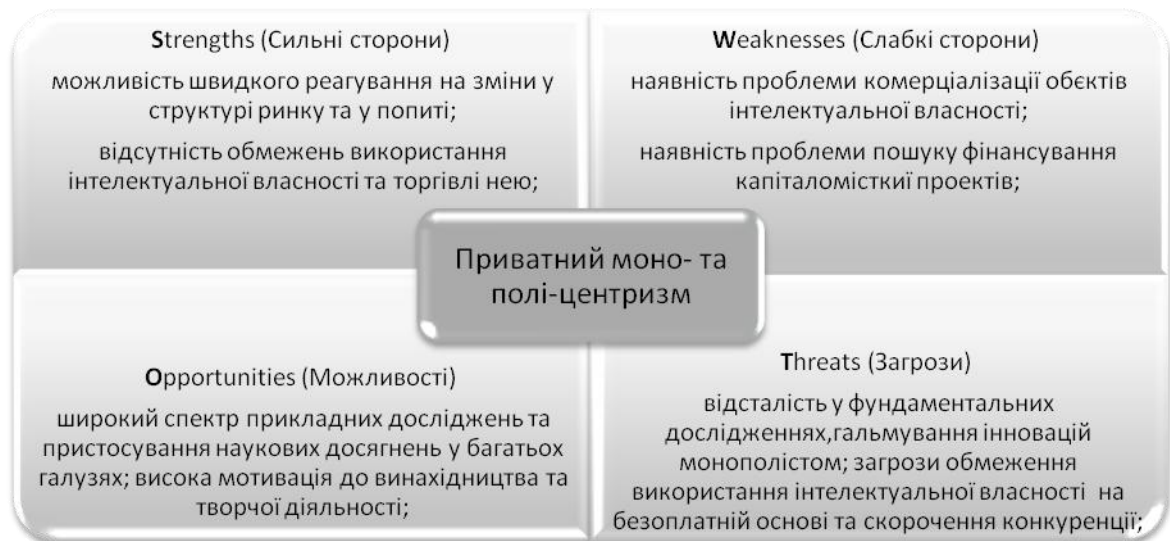 Strengths (Сильні сторони)
можливість швидкого реагування на зміни у
структурі ринку та у попиті;
відсутність обмежень використання
інтелектуальної власності та торгівлі нею;
Weaknesses (Слабкі сторони)
наявність проблеми комерціалізації обєктів
інтелектуальної власності;
наявність проблеми пошуку фінансування
капіталомісткиї проектів;
Приватний моно- та
полі-центризм
Opportunities (Можливості)
широкий спектр прикладних досліджень та
пристосування наукових досягнень у багатьох
галузях; висока мотивація до винахідництва та
творчої діяльності;
Threats (Загрози)
відсталість у фундаментальних
дослідженнях,гальмування інновацій
монополістом; загрози обмеження
використання інтелектуальної власності на
безоплатній основі та скорочення конкуренції;